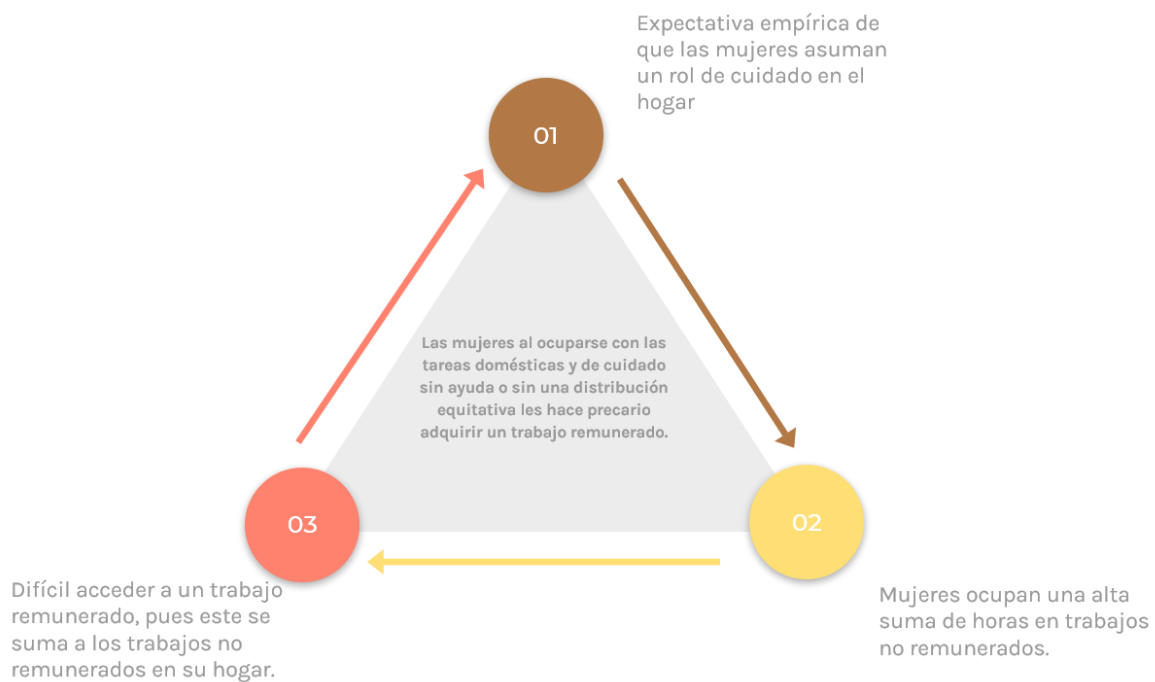 Expectativa empírica de
que las mujeres asuman
un rol de cuidado en el
hogar
01
Las mujeres al ocuparse con las
tareas domésticas y de cuidado
sin ayuda o sin una distribución
equitativa les hace precario
adquirir un trabajo remunerado.
03
02
Difícil acceder a un trabajo
remunerado, pues este se
suma a los trabajos no
remunerados en su hogar.
Mujeres ocupan una alta
suma de horas en trabajos
no remunerados.